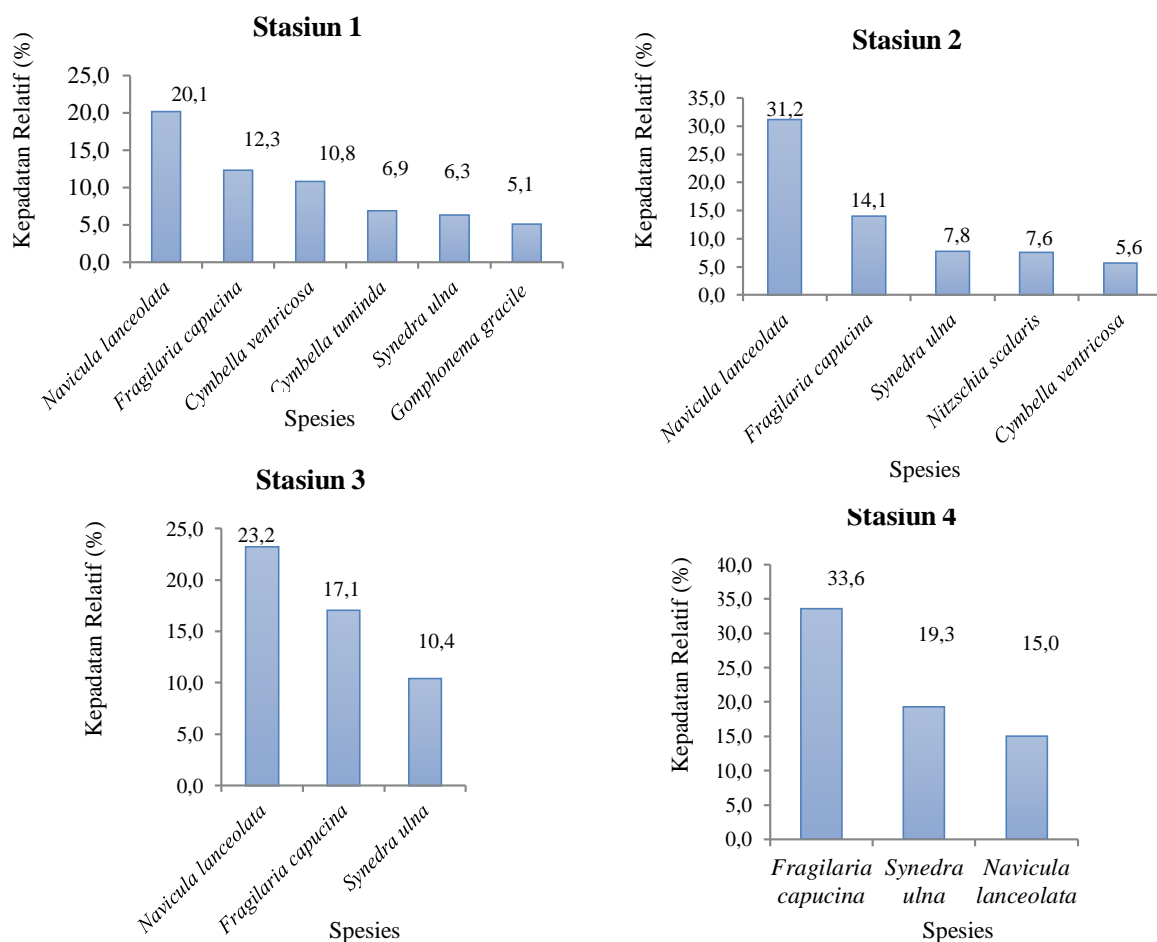 Stasiun 1
Kepadatan Relatif (%)
25,0
20,0
15,0
10,0
5,0
0,0
20,1
12,3
10,8
6,9
6,3
5,1
Navicula lanceolata
Fragilaria capucina
Cymbella ventricosa
Cymbella tuminda
Synedra ulna
Gomphonema gracile
Spesies
Stasiun 2
Kepadatan Relatif (%)
35,0
30,0
25,0
20,0
15,0
10,0
5,0
0,0
31,2
14,1
7,8
7,6
5,6
Navicula lanceolata
Fragilaria capucina
Synedra ulna
Nitzschia scalaris
Cymbella ventricosa
Spesies
Stasiun 3
Kepadatan Relatif (%)
25,0
20,0
15,0
10,0
5,0
0,0
23,2
17,1
10,4
Navicula lanceolata
Fragilaria capucina
Synedra ulna
Spesies
Stasiun 4
Kepadatan Relatif (%)
40,0
35,0
30,0
25,0
20,0
15,0
10,0
5,0
0,0
33,6
19,3
15,0
Fragilaria
capucina
Synedra
ulna
Navicula
lanceolata
Spesies